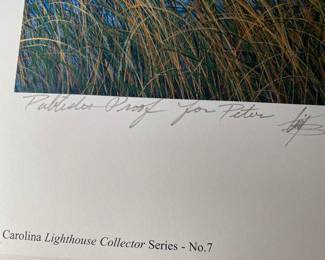 Publisher Proof for Peter
Carolina Lighthouse Collector Series - No.7